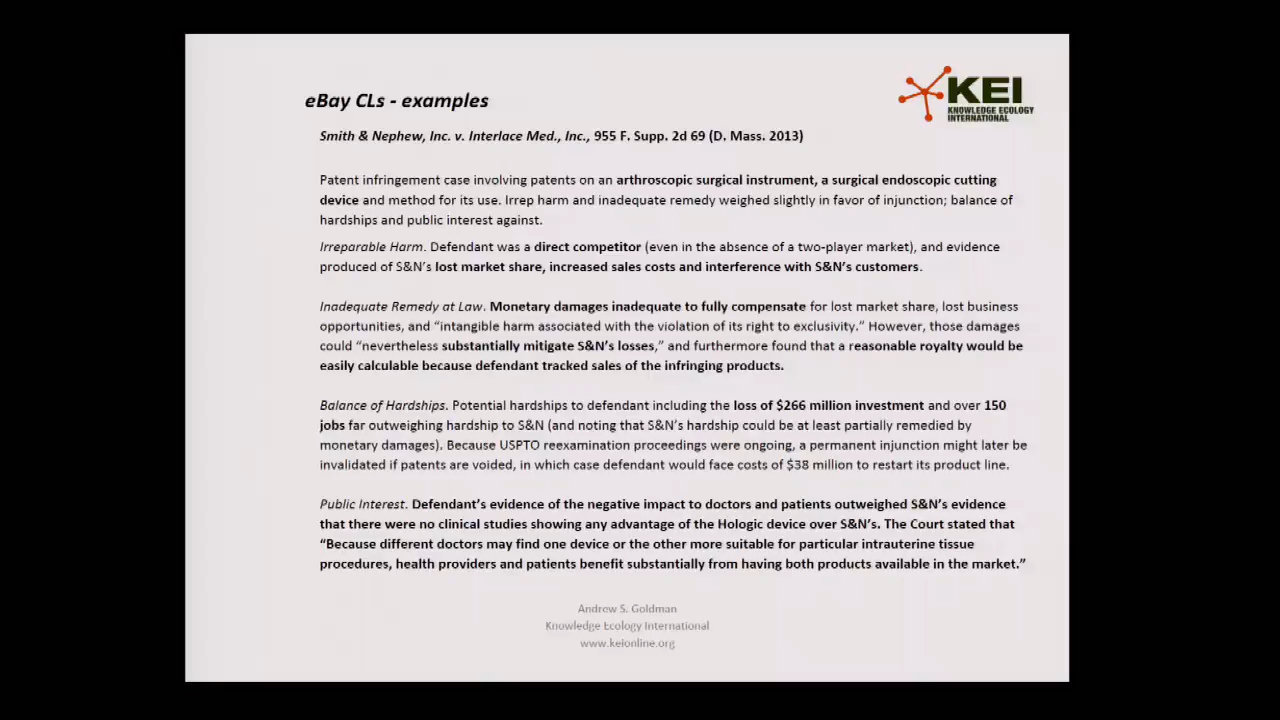 eBay CLs - examples
KEI
KNOWLEDGE ECOLOGY
INTERNATIONAL
Smith & Nephew, Inc. v. Interlace Med., Inc., 955 F. Supp. 2d 69 (D. Mass. 2013)
Patent infringement case involving patents on an arthroscopic surgical instrument, a surgical endoscopic cutting
device and method for its use. Irrep harm and inadequate remedy weighed slightly in favor of injunction; balance of
hardships and public interest against.
Irreparable Harm. Defendant was a direct competitor (even in the absence of a two-player market), and evidence
produced of S&N's lost market share, increased sales costs and interference with S&N's customers.
Inadequate Remedy at Law. Monetary damages inadequate to fully compensate for lost market share, lost business
opportunities, and “intangible harm associated with the violation of its right to exclusivity.” However, those damages
could “nevertheless substantially mitigate S&N's losses,” and furthermore found that a reasonable royalty would be
easily calculable because defendant tracked sales of the infringing products.
Balance of Hardships. Potential hardships to defendant including the loss of $266 million investment and over 150
jobs far outweighing hardship to S&N (and noting that S&N's hardship could be at least partially remedied by
monetary damages). Because USPTO reexamination proceedings were ongoing, a permanent injunction might later be
invalidated if patents are voided, in which case defendant would face costs of $38 million to restart its product line.
Public Interest. Defendant's evidence of the negative impact to doctors and patients outweighed S&N's evidence
that there were no clinical studies showing any advantage of the Hologic device over S&N's. The Court stated that
“Because different doctors may find one device or the other more suitable for particular intrauterine tissue
procedures, health providers and patients benefit substantially from having both products available in the market.”
Andrew S. Goldman
Knowledge Ecology International
www.keionline.org